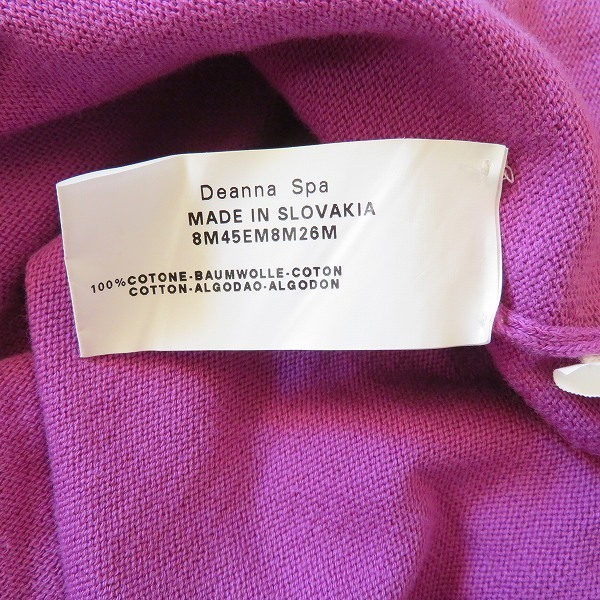 Deanna Spa
MADE IN SLOVAKIA
8M45EM8M26M
100%COTONE-BAUMWOLLE-COTON
COTTON-ALGODAO-ALGODON